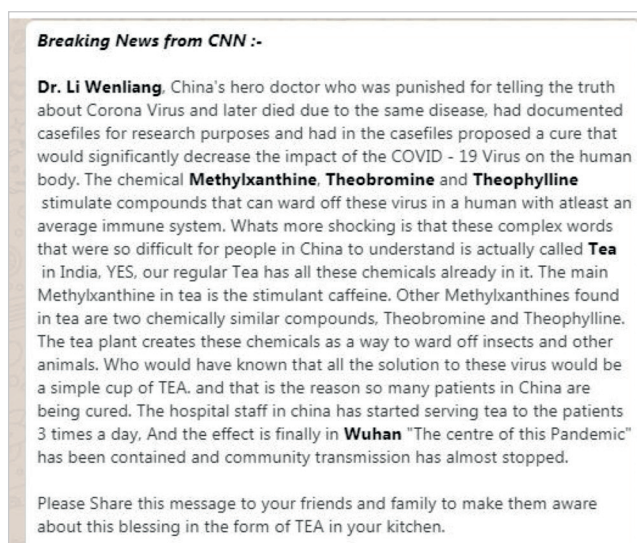 Breaking News from CNN :-
Dr. Li Wenliang, China's hero doctor who was punished for telling the truth
about Corona Virus and later died due to the same disease, had documented
casefiles for research purposes and had in the casefiles proposed a cure that
would significantly decrease the impact of the COVID - 19 Virus on the human
body. The chemical Methylxanthine, Theobromine and Theophylline
stimulate compounds that can ward off these virus in a human with atleast an
average immune system. Whats more shocking is that these complex words
that were so difficult for people in China to understand is actually called Tea
in India, YES, our regular Tea has all these chemicals already in it. The main
Methylxanthine in tea is the stimulant caffeine. Other Methylxanthines found
in tea are two chemically similar compounds, Theobromine and Theophylline.
The tea plant creates these chemicals as a way to ward off insects and other
animals. Who would have known that all the solution to these virus would be
a simple cup of TEA. and that is the reason so many patients in China are
being cured. The hospital staff in china has started serving tea to the patients
3 times a day, And the effect is finally in Wuhan "The centre of this Pandemic"
has been contained and community transmission has almost stopped.
Please Share this message to your friends and family to make them aware
about this blessing in the form of TEA in your kitchen.